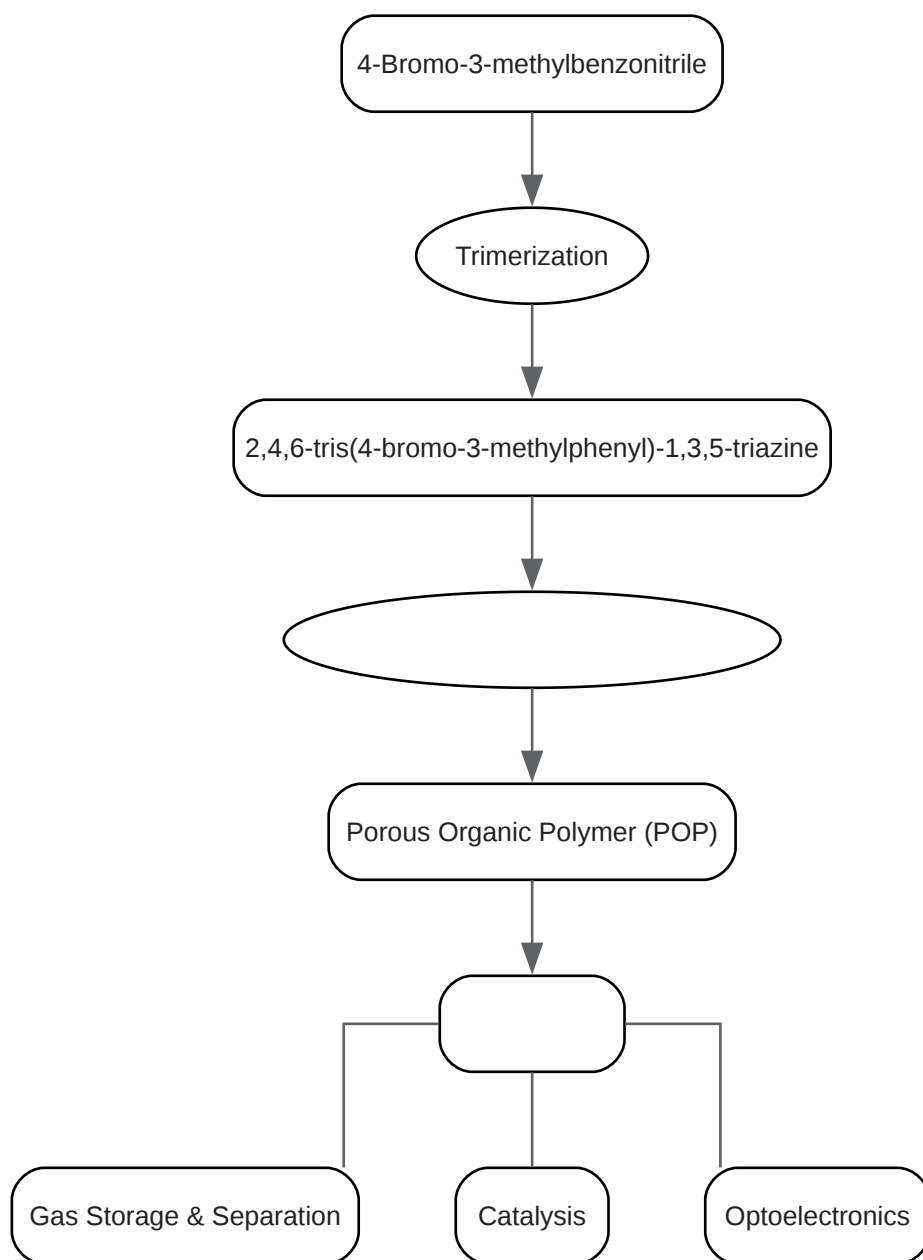 4-Bromo-3-methylbenzonitrile
Trimerization
2,4,6-tris(4-bromo-3-methylphenyl)-1,3,5-triazine
Porous Organic Polymer (POP)
Gas Storage & Separation
Catalysis
Optoelectronics